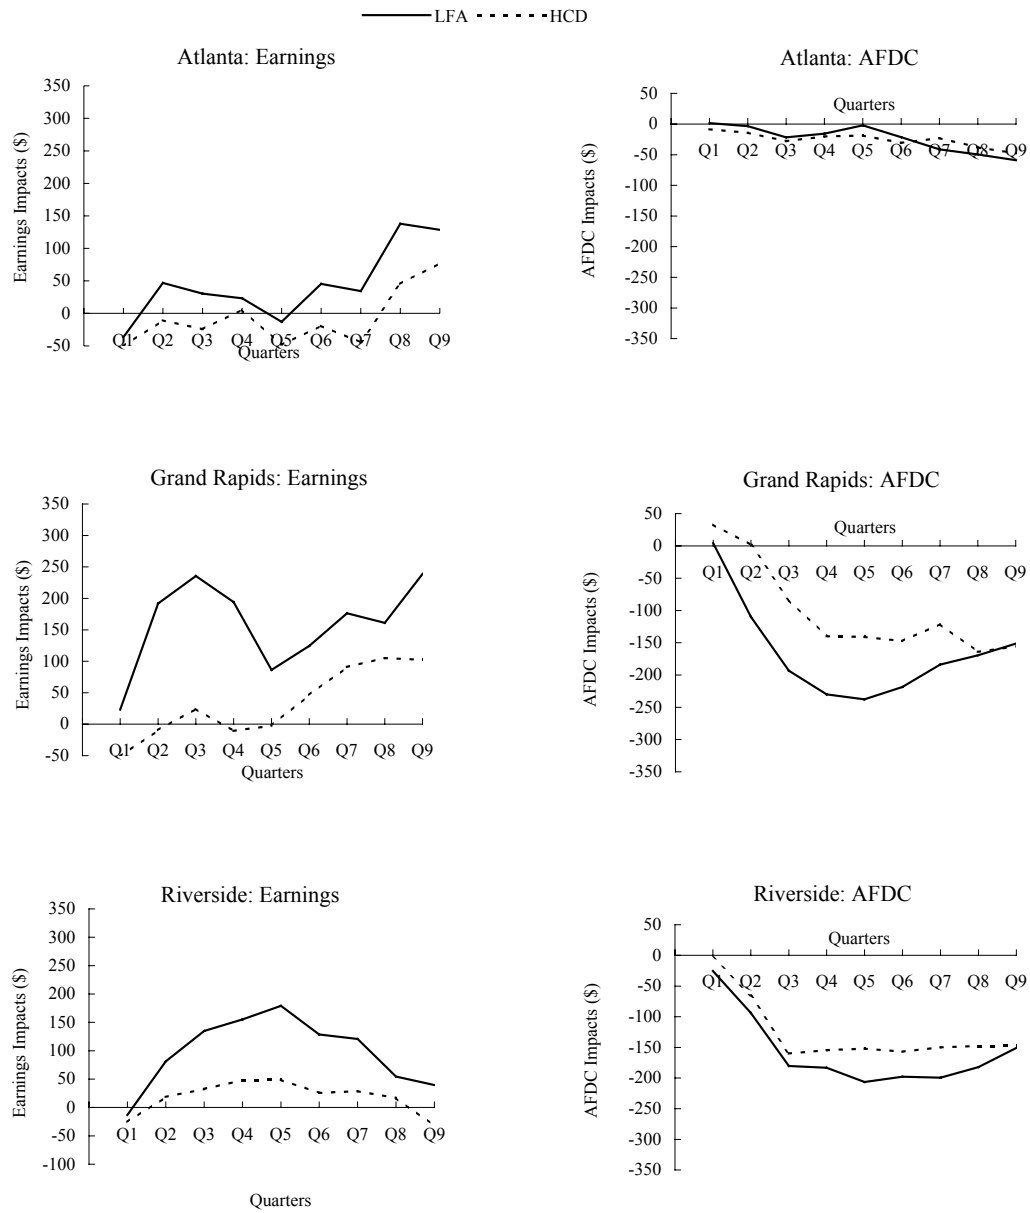 LFA HCD
Atlanta: Earnings
350
300
250
200
150
100
50
0
-50
Earnings Impacts ($)
Q1 Q2 Q3 Q4 Q5 Q6 Q7 Q8 Q9
Quarters
Atlanta: AFDC
50
0
-50
-100
-150
-200
-250
-300
-350
AFDC Impacts ($)
Quarters
Q1 Q2 Q3 Q4 Q5 Q6 Q7 Q8 Q9
Grand Rapids: Earnings
350
300
250
200
150
100
50
0
-50
Earnings Impacts ($)
Q1 Q2 Q3 Q4 Q5 Q6 Q7 Q8 Q9
Quarters
Grand Rapids: AFDC
50
0
-50
-100
-150
-200
-250
-300
-350
AFDC Impacts ($)
Quarters
Q1 Q2 Q3 Q4 Q5 Q6 Q7 Q8 Q9
Riverside: Earnings
350
300
250
200
150
100
50
0
-50
-100
Earnings Impacts ($)
Q1 Q2 Q3 Q4 Q5 Q6 Q7 Q8 Q9
Quarters
Riverside: AFDC
50
0
-50
-100
-150
-200
-250
-300
-350
AFDC Impacts ($)
Quarters
Q1 Q2 Q3 Q4 Q5 Q6 Q7 Q8 Q9